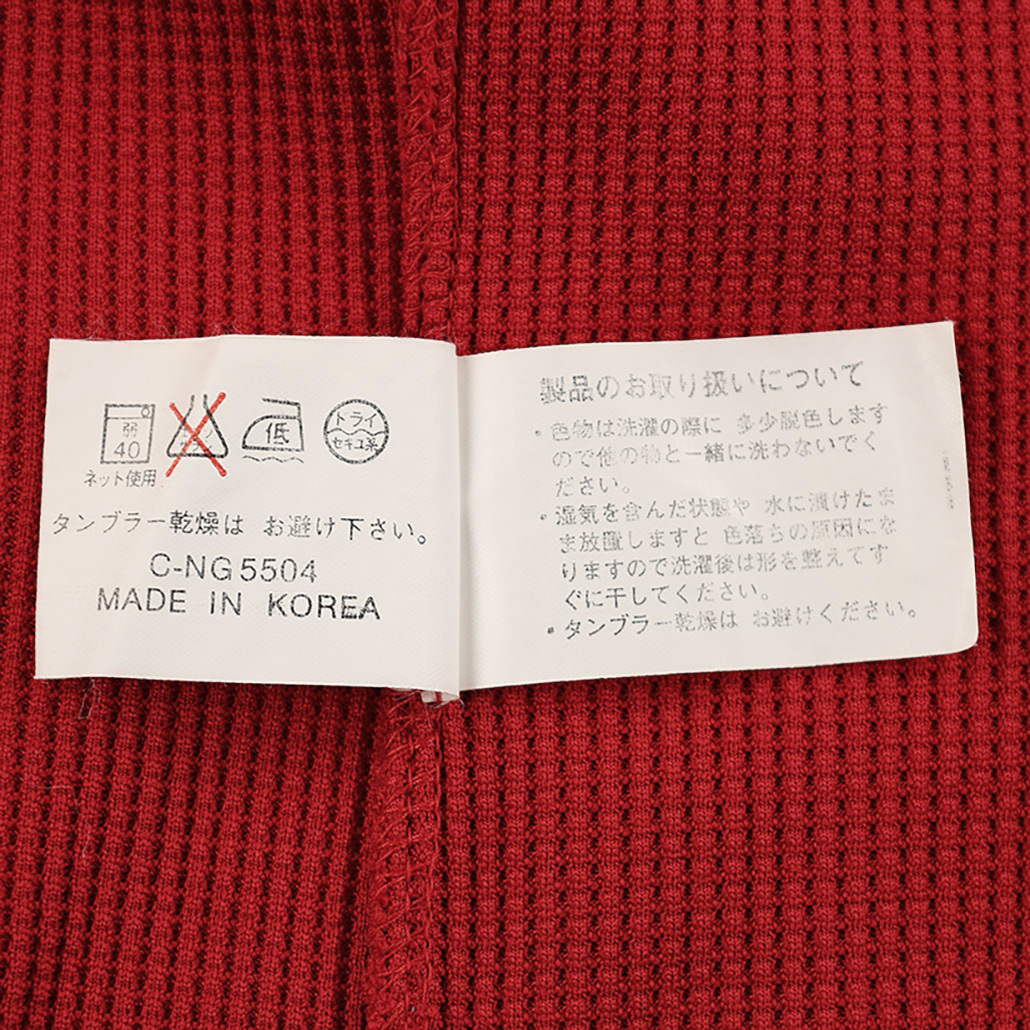 弱
40
ネット使用
低
ドライ
セキユ系
タンブラー乾燥は お避け下さい。
C-NG5504
MADE IN KOREA
製品のお取り扱いについて
・色物は洗濯の際に 多少脱色します
ので他の物と一緒に洗わないでく
ださい。
・湿気を含んだ状態や 水に漬けたま
ま放置しますと 色落ちの原因にな
りますので洗濯後は形を整えてす
ぐに干してください。
・タンブラー乾燥は お避けください。